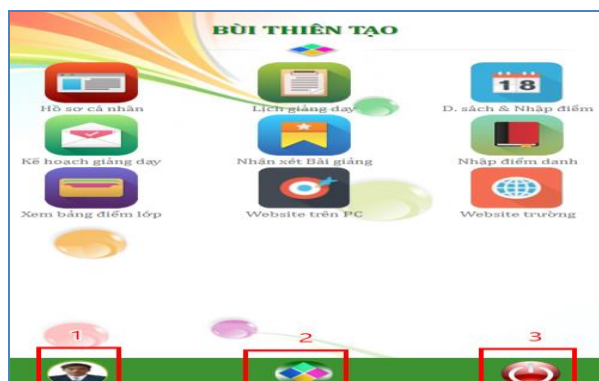 BÙI THIÊN TẠO
Hồ sơ cá nhân
Lịch giảng dạy
18
D. sách & Nhập điểm
Kế hoạch giảng dạy
Nhận xét Bài giảng
Nhập điểm danh
Xem bảng điểm lớp
Website trên PC
Website trường
1
2
3